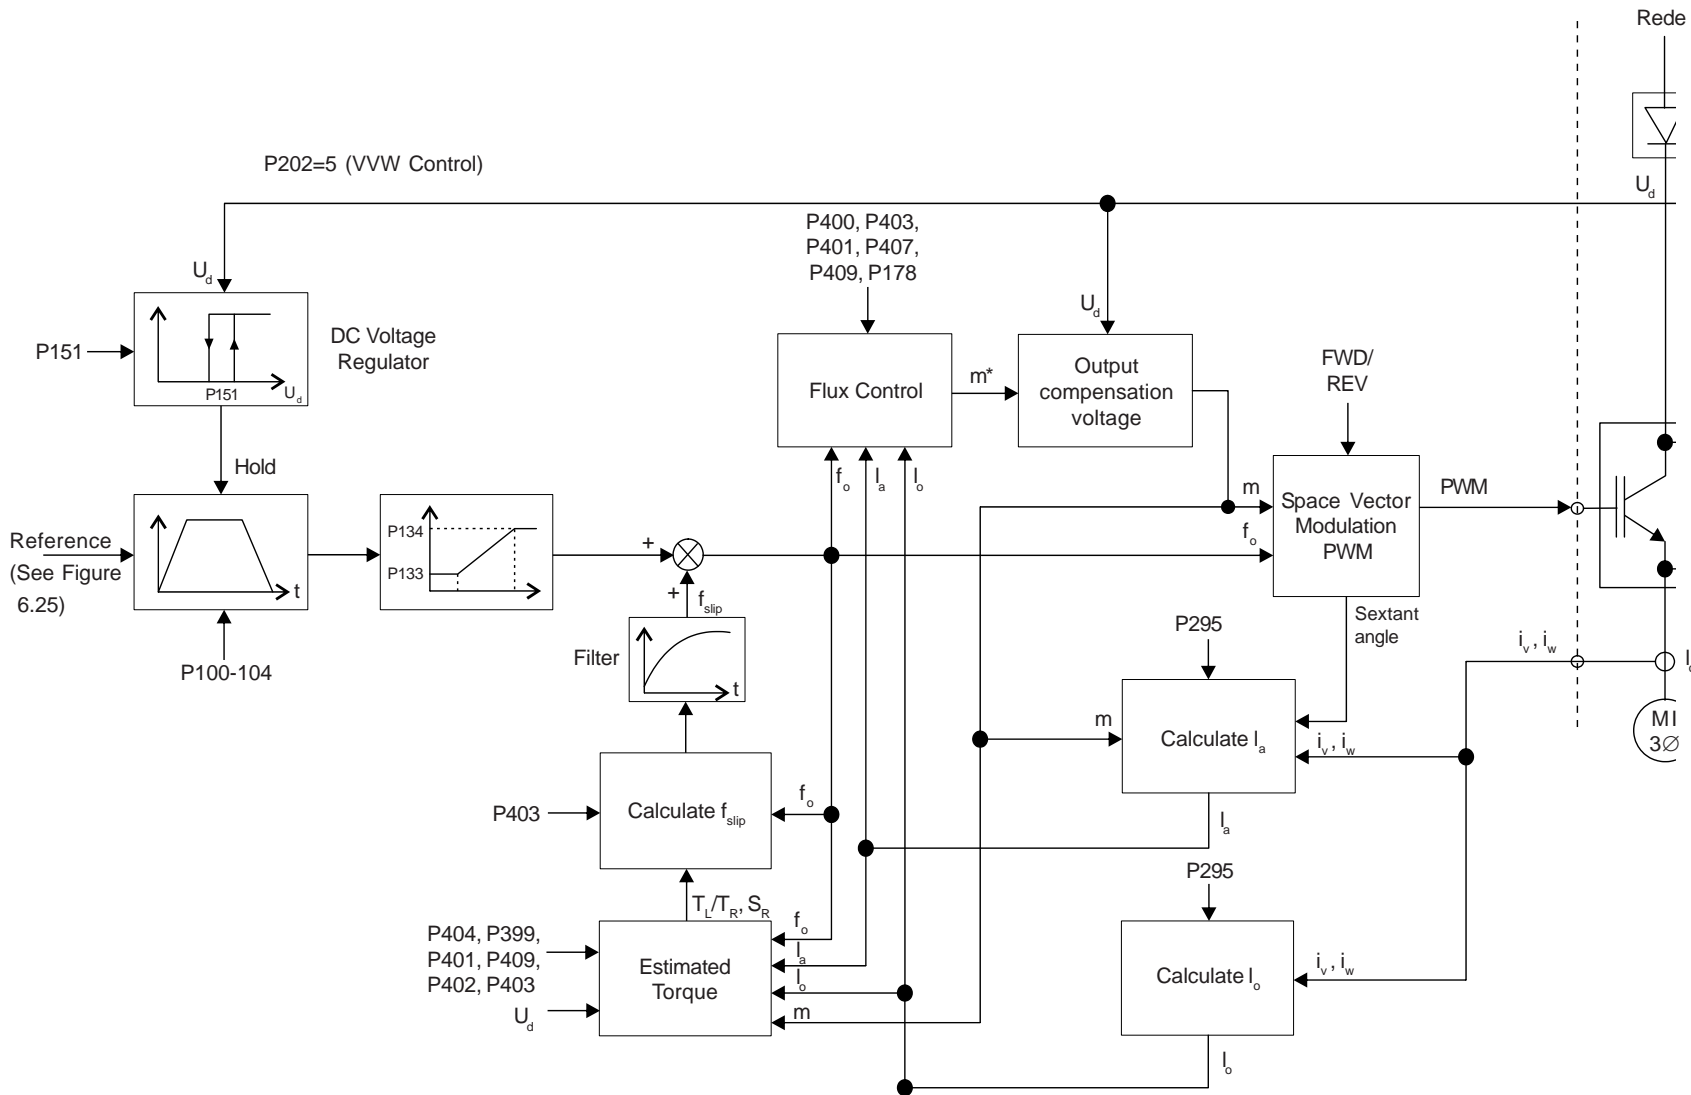 Rede
P202=5 (VVW Control)
U_d
U_d
P400, P403,
P401, P407,
P409, P178
U_d
P151
P151
U_d
DC Voltage
Regulator
Flux Control
m*
Output
compensation
voltage
FWD/
REV
Hold
f_o
I_a
I_o
m
f_o
Space Vector
Modulation
PWM
PWM
Reference
(See Figure
6.25)
t
P134
P133
+
+
f_slip
P100-104
Filter
t
Sextant
angle
P295
i_v, i_w
MI
3Ø
m
Calculate I_a
i_v, i_w
P403
Calculate f_slip
f_o
I_a
P295
T_L/T_R, S_R
P404, P399,
P401, P409,
P402, P403
U_d
Estimated
Torque
f_o
I_a
I_o
m
Calculate I_o
i_v, i_w
I_o